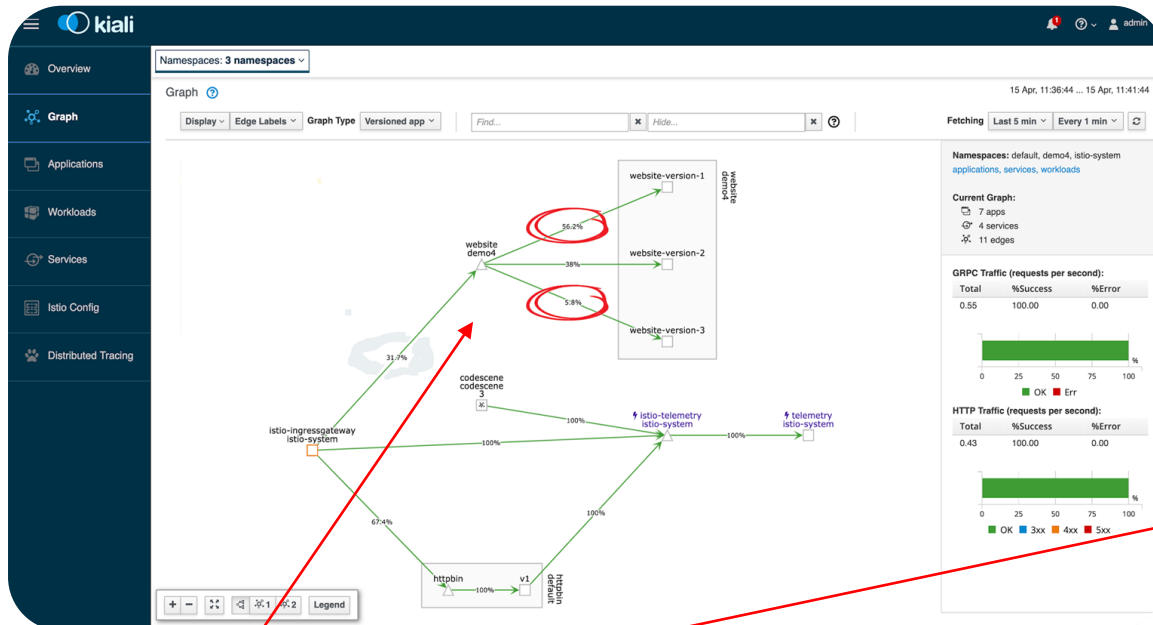 kiali
1
admin
Overview
Graph
Applications
Workloads
Services
Istio Config
Distributed Tracing
Namespaces: 3 namespaces
Graph
15 Apr, 11:36:44 ... 15 Apr, 11:41:44
Display Edge Labels Graph Type Versioned app Find... Hide... Fetching Last 5 min Every 1 min
website-version-1
website
demo4
56.2%
website
demo4
website-version-2
38%
5.8%
website-version-3
31.7%
codescene
codescene
3
100%
istio-telemetry
istio-system
telemetry
istio-system
100%
istio-ingressgateway
istio-system
100%
67.4%
100%
httpbin
v1
100%
httpbin
default
1 2 Legend
Namespaces: default, demo4, istio-system
applications, services, workloads
Current Graph:
7 apps
4 services
11 edges
GRPC Traffic (requests per second):
Total %Success %Error
0.55 100.00 0.00
%
0 25 50 75 100
OK Err
HTTP Traffic (requests per second):
Total %Success %Error
0.43 100.00 0.00
%
0 25 50 75 100
OK 3xx 4xx 5xx